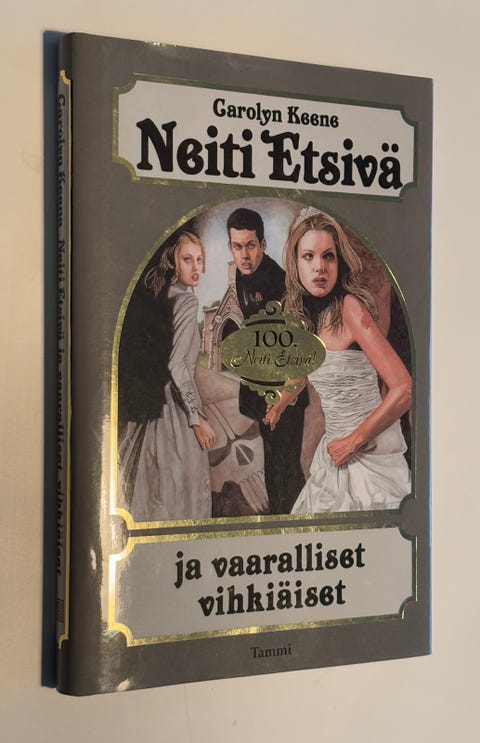 Carolyn Keene
Neiti Etsivä
100.
Neiti Etsivä!
ja vaaralliset
vihkiäiset
Tammi
Carolyn Keene Neiti Etsivä ja vaaralliset vihkiäiset